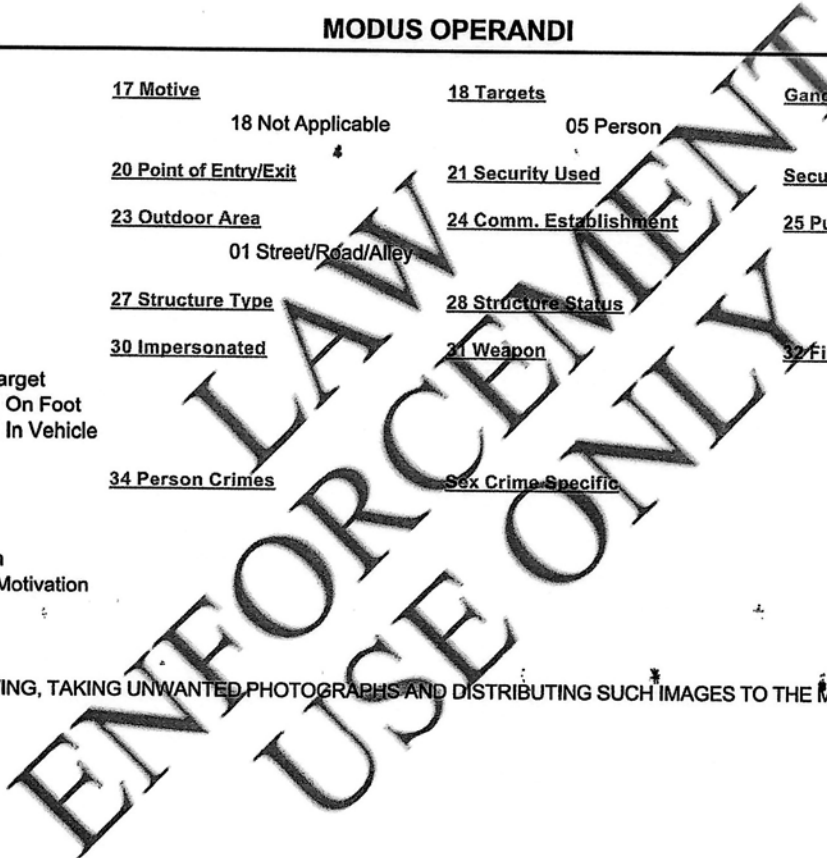 MODUS OPERANDI
17 Motive 18 Targets
18 Not Applicable 05 Person
20 Point of Entry/Exit 21 Security Used
23 Outdoor Area 24 Comm. Establishment 25
01 Street/Road/Alley
27 Structure Type 28 Structure Status
30 Impersonated 31 Weapon 32
On Foot
In Vehicle
34 Person Crimes Sex Crime Specific
Motivation
TAKING UNWANTED PHOTOGRAPHS AND DISTRIBUTING SUCH IMAGES TO THE
LAW
ENFORCEMENT
USE ONLY